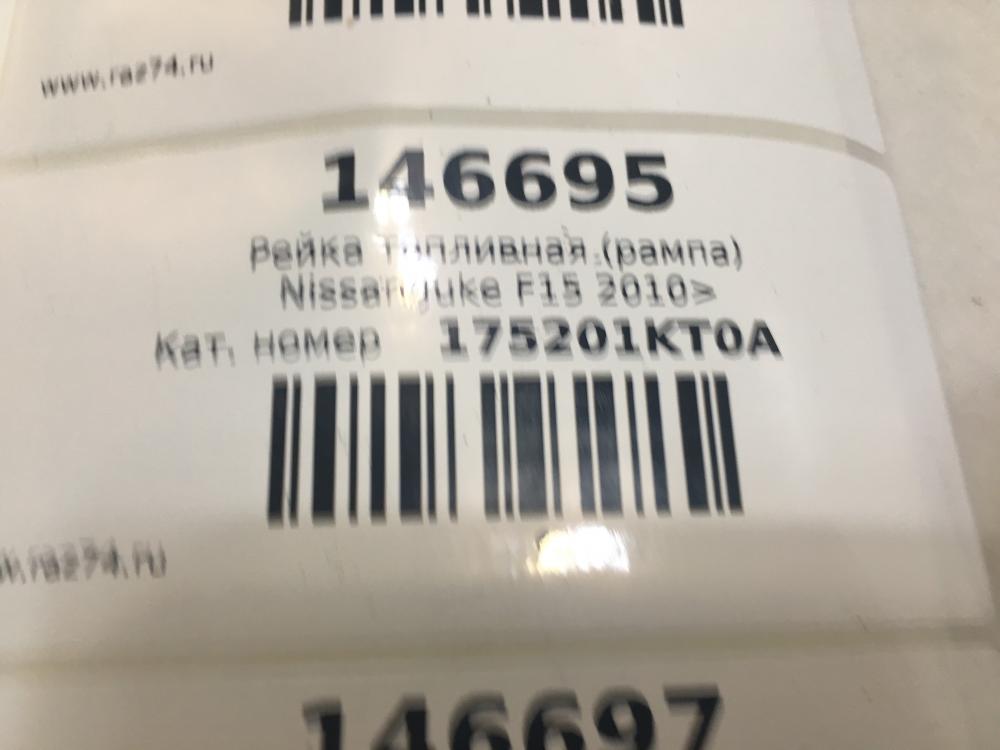 www.raz74.ru
146695
Рейка топливная (рампа)
Nissan Juke F15 2010>
Кат. номер 175201KT0A
www.raz74.ru
146697